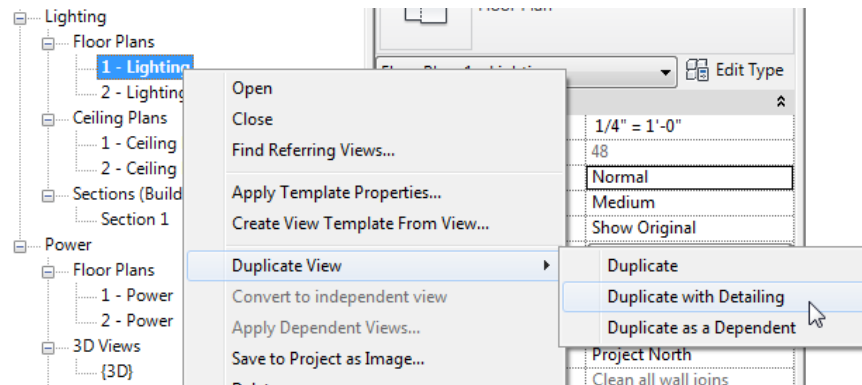 Lighting
Floor Plans
1 - Lighting
2 - Lighting
Ceiling Plans
1 - Ceiling
2 - Ceiling
Sections (Build
Section 1
Power
Floor Plans
1 - Power
2 - Power
3D Views
{3D}
Open
Close
Find Referring Views...
Apply Template Properties...
Create View Template From View...
Duplicate View
Convert to independent view
Apply Dependent Views...
Save to Project as Image...
Duplicate
Duplicate with Detailing
Duplicate as a Dependent
Floor Plan
Edit Type
1/4" = 1'-0"
48
Normal
Medium
Show Original
Project North
Clean all wall joins